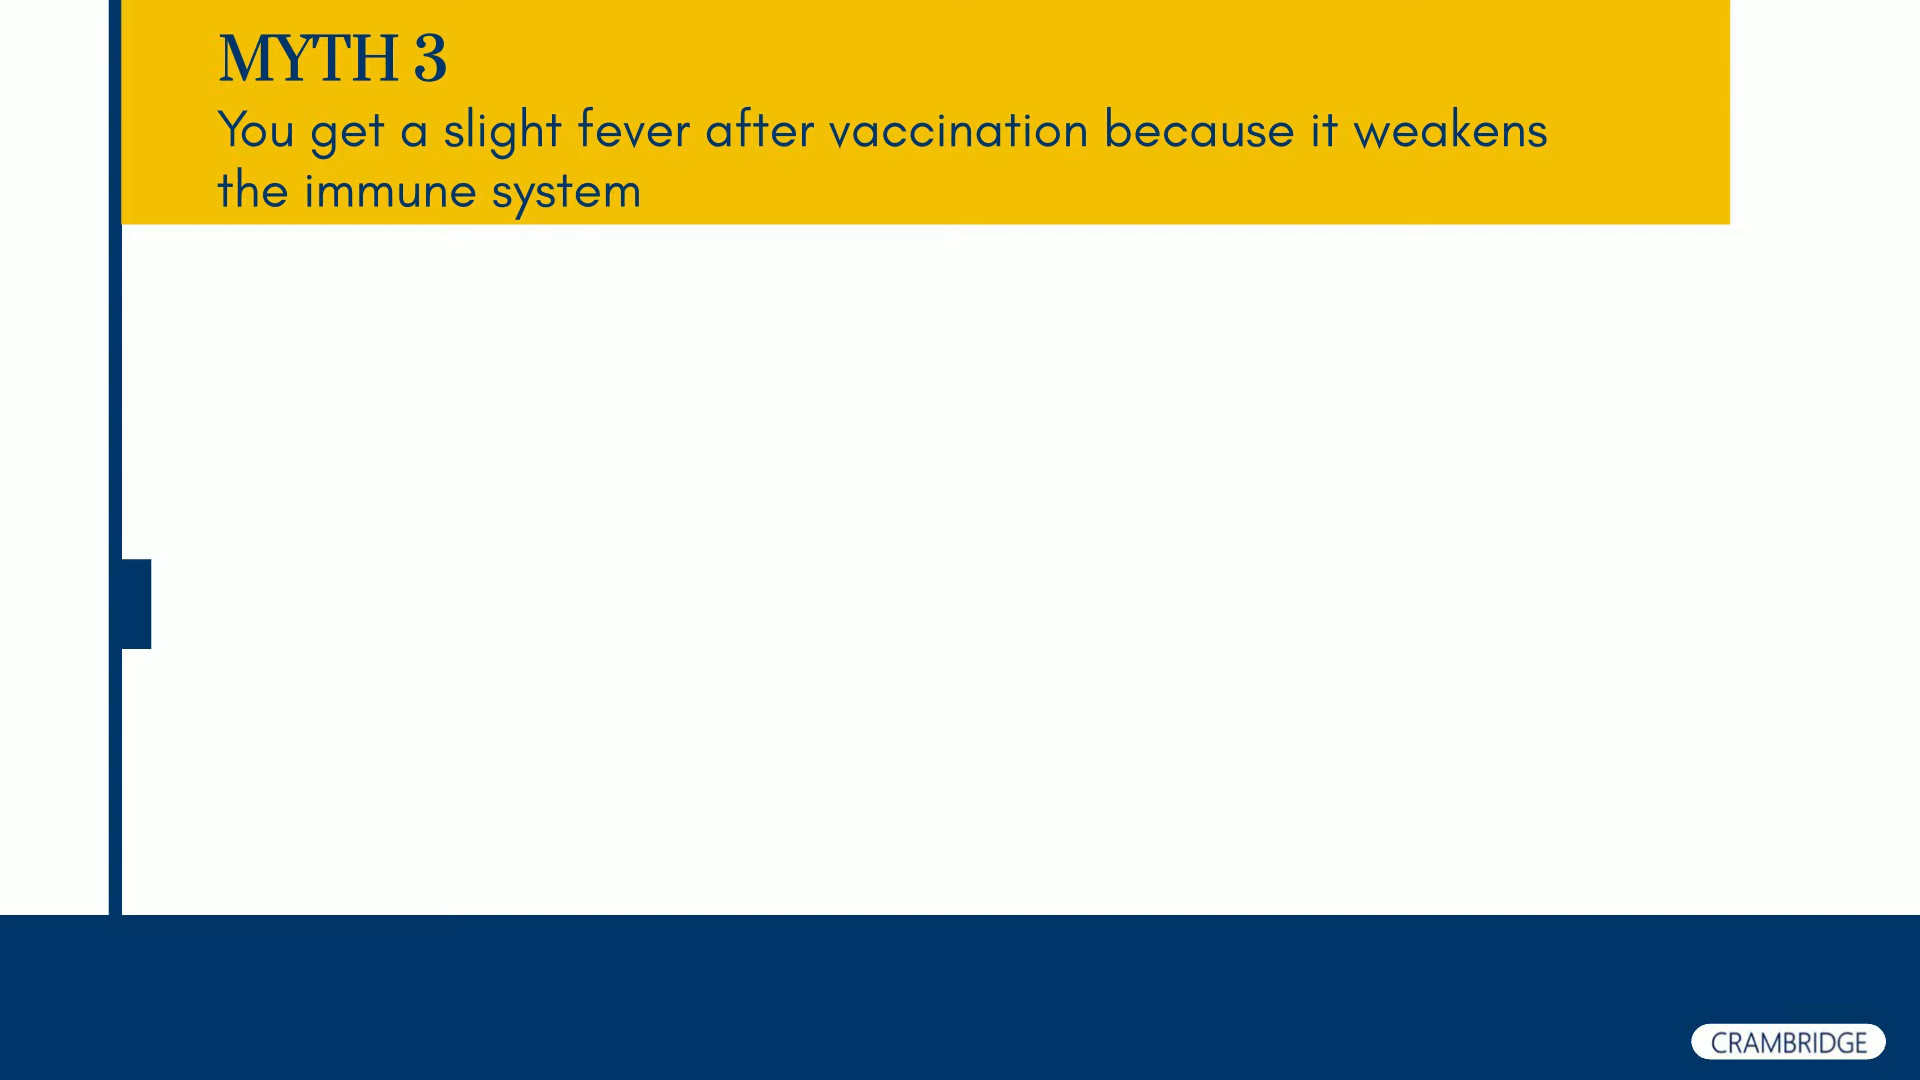 MYTH 3
You get a slight fever after vaccination because it weakens
the immune system
CRAMBRIDGE